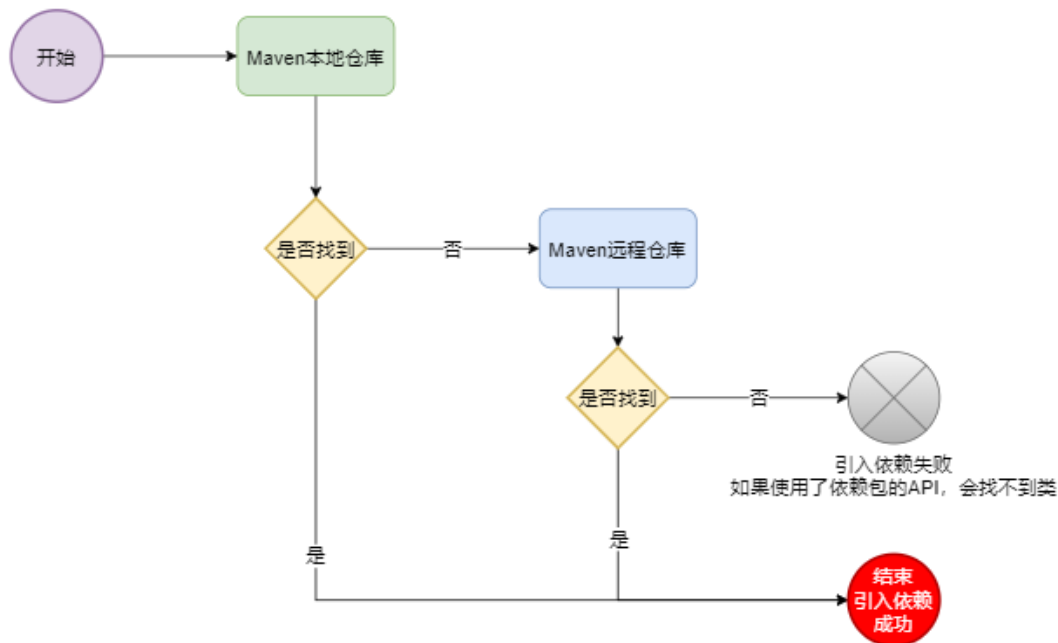 开始
Maven本地仓库
是否找到
否
Maven远程仓库
是否找到
否
引入依赖失败
如果使用了依赖包的API，会找不到类
是
是
结束
引入依赖
成功